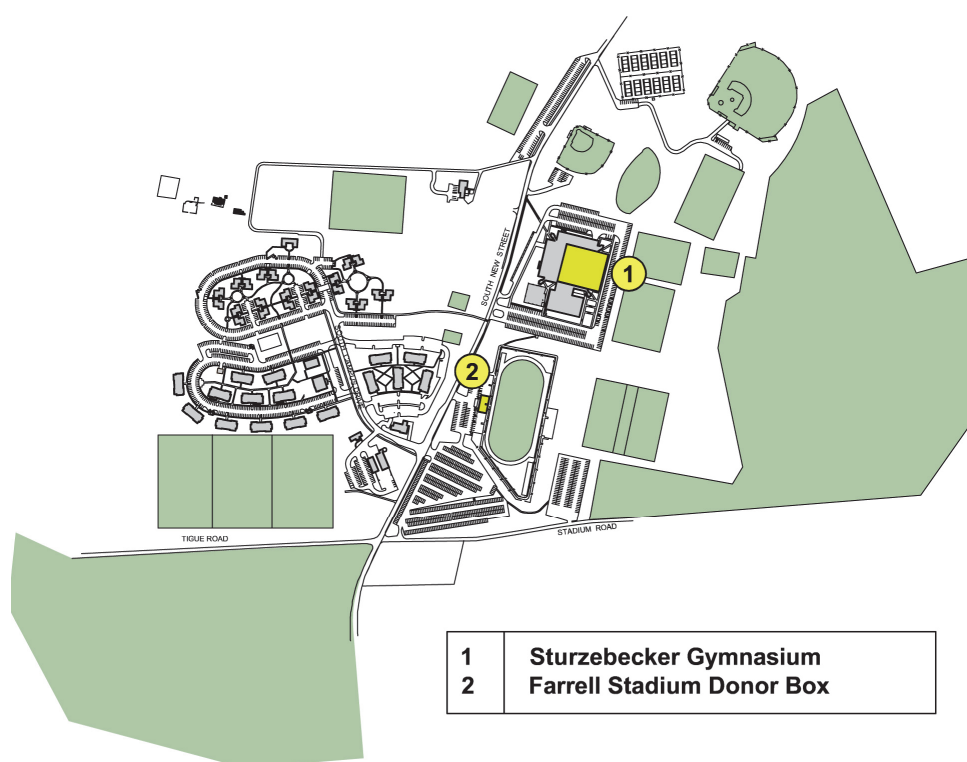 SOUTH NEW STREET
1
2
TIGUE ROAD
STADIUM ROAD
1 Sturzebecker Gymnasium
2 Farrell Stadium Donor Box